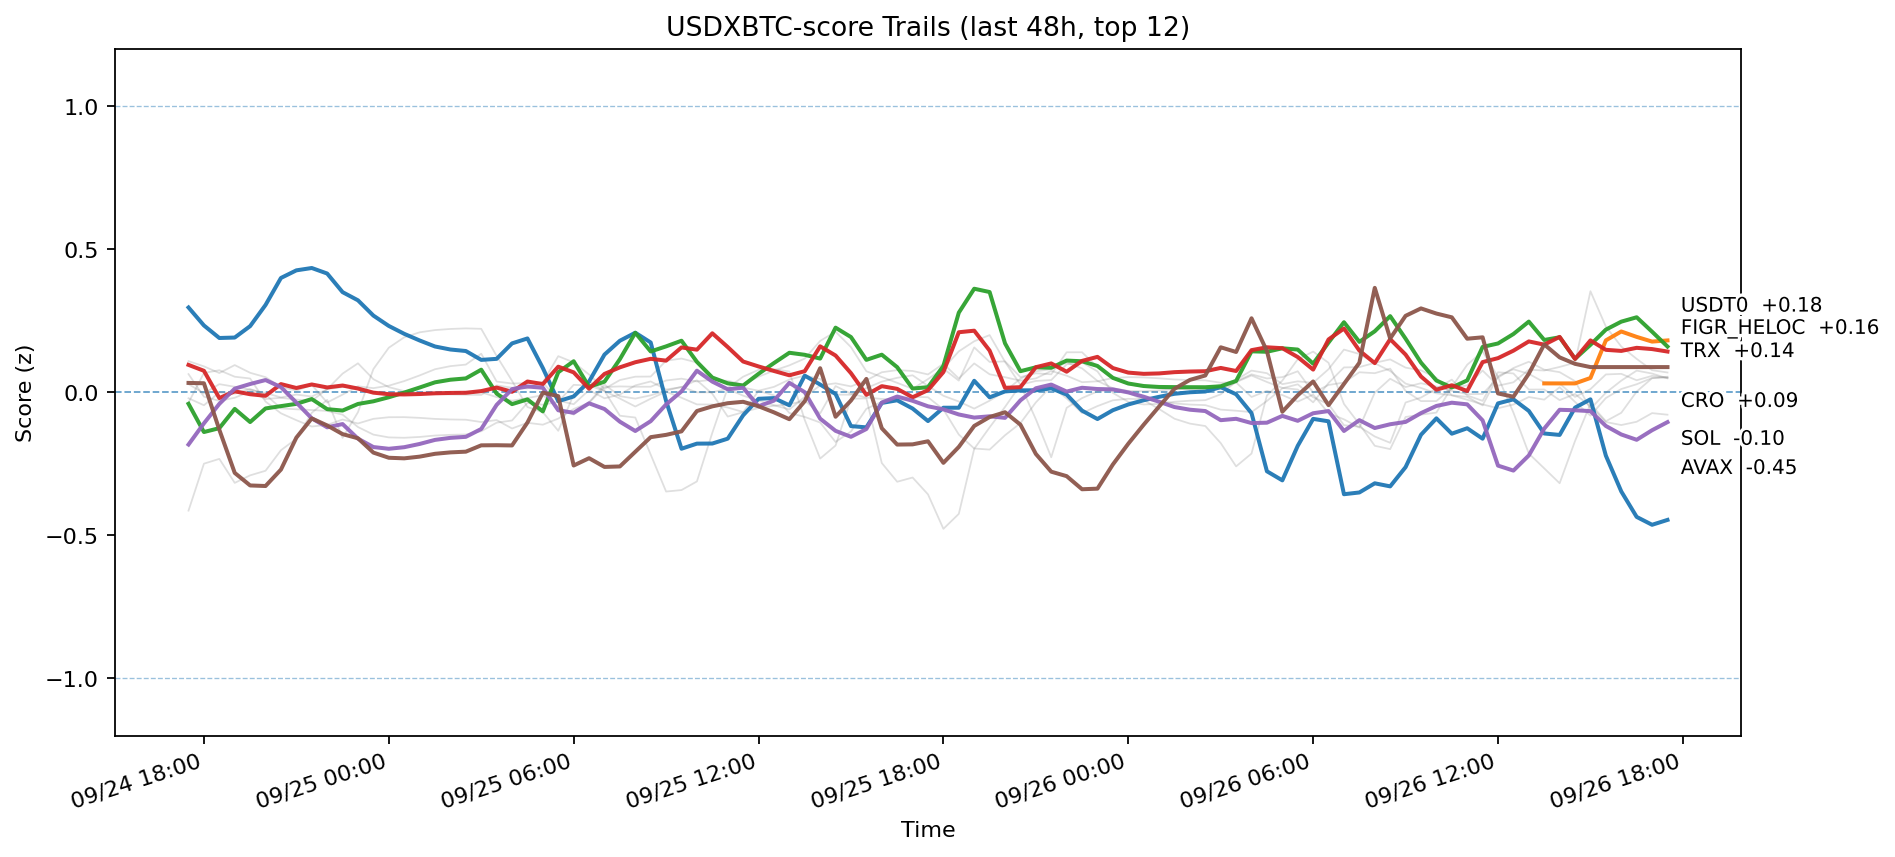 USDXBTC-score Trails (last 48h, top 12)
Score (z)
1.0
0.5
0.0
−0.5
−1.0
USDT0 +0.18
FIGR_HELOC +0.16
TRX +0.14
CRO +0.09
SOL -0.10
AVAX -0.45
09/24 18:00
09/25 00:00
09/25 06:00
09/25 12:00
09/25 18:00
09/26 00:00
09/26 06:00
09/26 12:00
09/26 18:00
Time